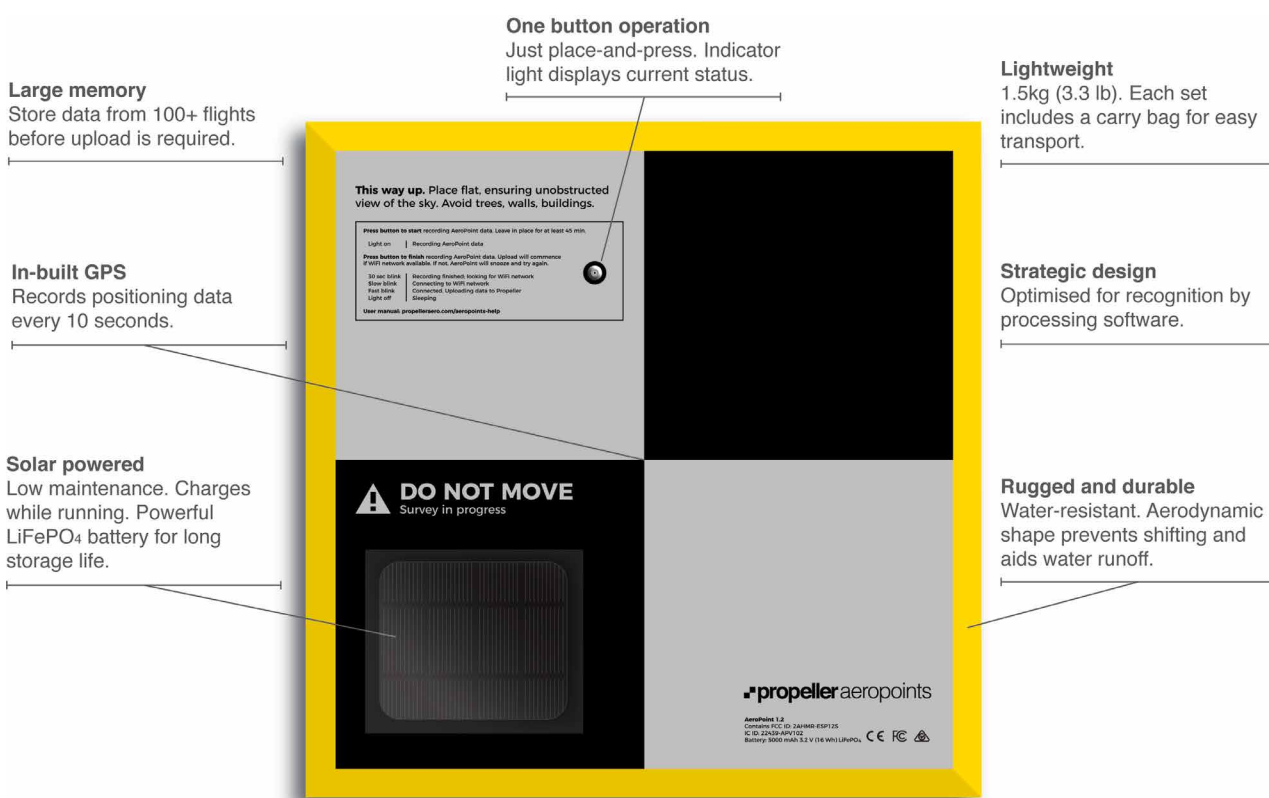 One button operation
Just place-and-press. Indicator
light displays current status.
Large memory
Store data from 100+ flights
before upload is required.
Lightweight
1.5kg (3.3 lb). Each set
includes a carry bag for easy
transport.
In-built GPS
Records positioning data
every 10 seconds.
Strategic design
Optimised for recognition by
processing software.
Solar powered
Low maintenance. Charges
while running. Powerful
LiFePO4 battery for long
storage life.
Rugged and durable
Water-resistant. Aerodynamic
shape prevents shifting and
aids water runoff.
This way up. Place flat, ensuring unobstructed
view of the sky. Avoid trees, walls, buildings.
Press button to start recording AeroPoint data. Leave in place for at least 45 min.
Light on | Recording AeroPoint data
Press button to finish recording AeroPoint data. Upload will commence
if WiFi network available. If not, AeroPoint will snooze and try again.
30 sec blink | Recording finished; looking for WiFi network
Slow blink | Connecting to WiFi network
Fast blink | Connected. Uploading data to Propeller
Light off | Sleeping
User manual: propelleraero.com/aeropoints-help
DO NOT MOVE
Survey in progress
propeller aeropoints
AeroPoint 1.2
Contains FCC ID: 2AHMR-ESP12S
IC ID: 22439-APV102
Battery: 5000 mAh 3.2 V (16 Wh) LiFePO4 CE FC